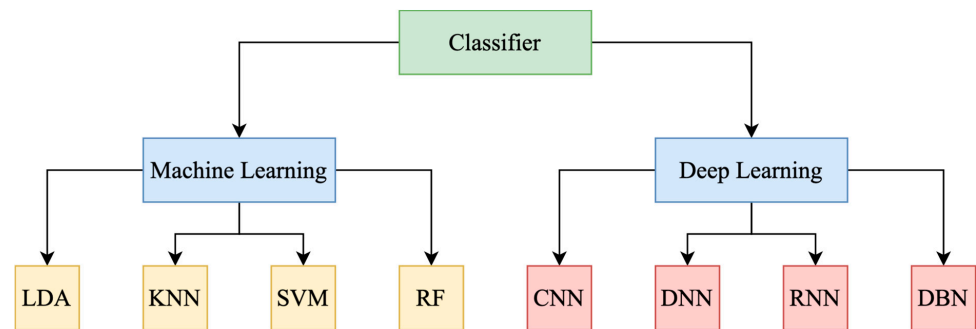 Classifier
Machine Learning
Deep Learning
LDA
KNN
SVM
RF
CNN
DNN
RNN
DBN